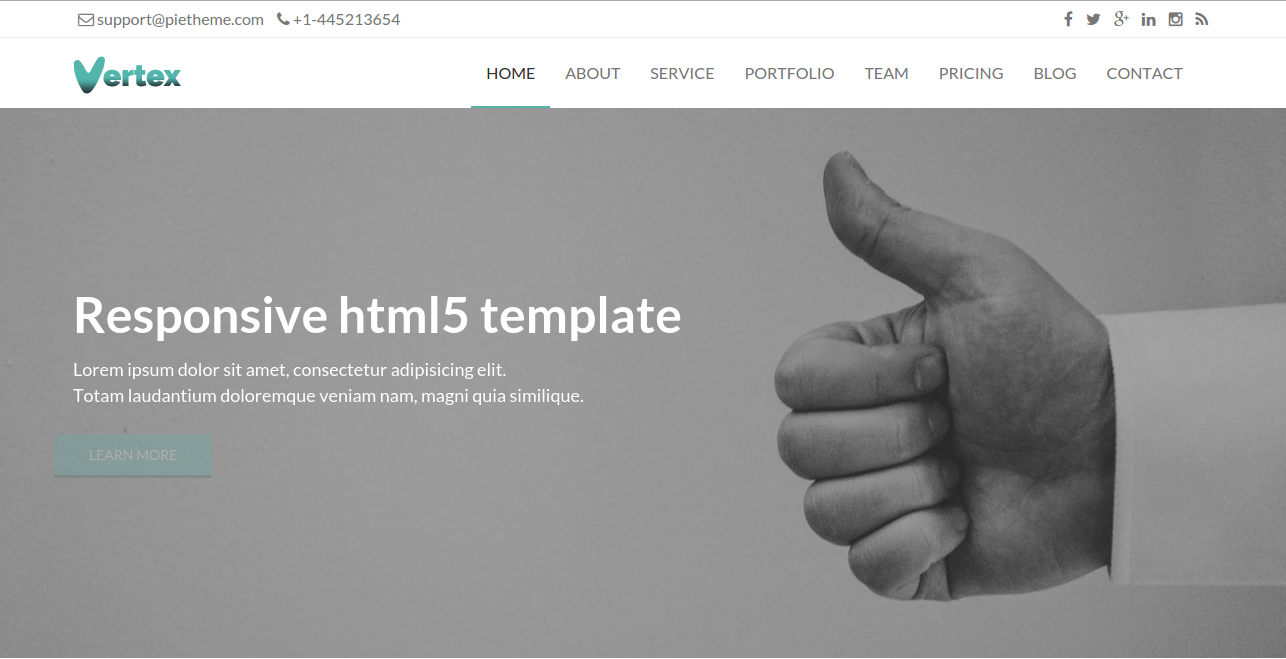 support@pietheme.com +1-445213654
Vertex
HOME ABOUT SERVICE PORTFOLIO TEAM PRICING BLOG CONTACT
Responsive html5 template
Lorem ipsum dolor sit amet, consectetur adipisicing elit.
Totam laudantium doloremque veniam nam, magni quia similique.
LEARN MORE